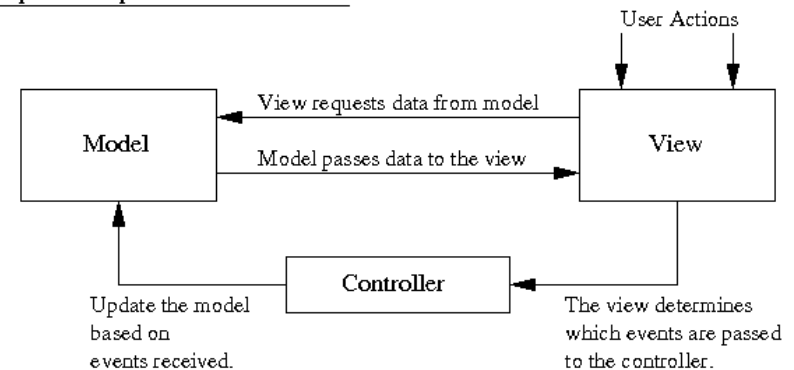 User Actions
View requests data from model
Model
View
Model passes data to the view
Controller
Update the model
based on
events received.
The view determines
which events are passed
to the controller.